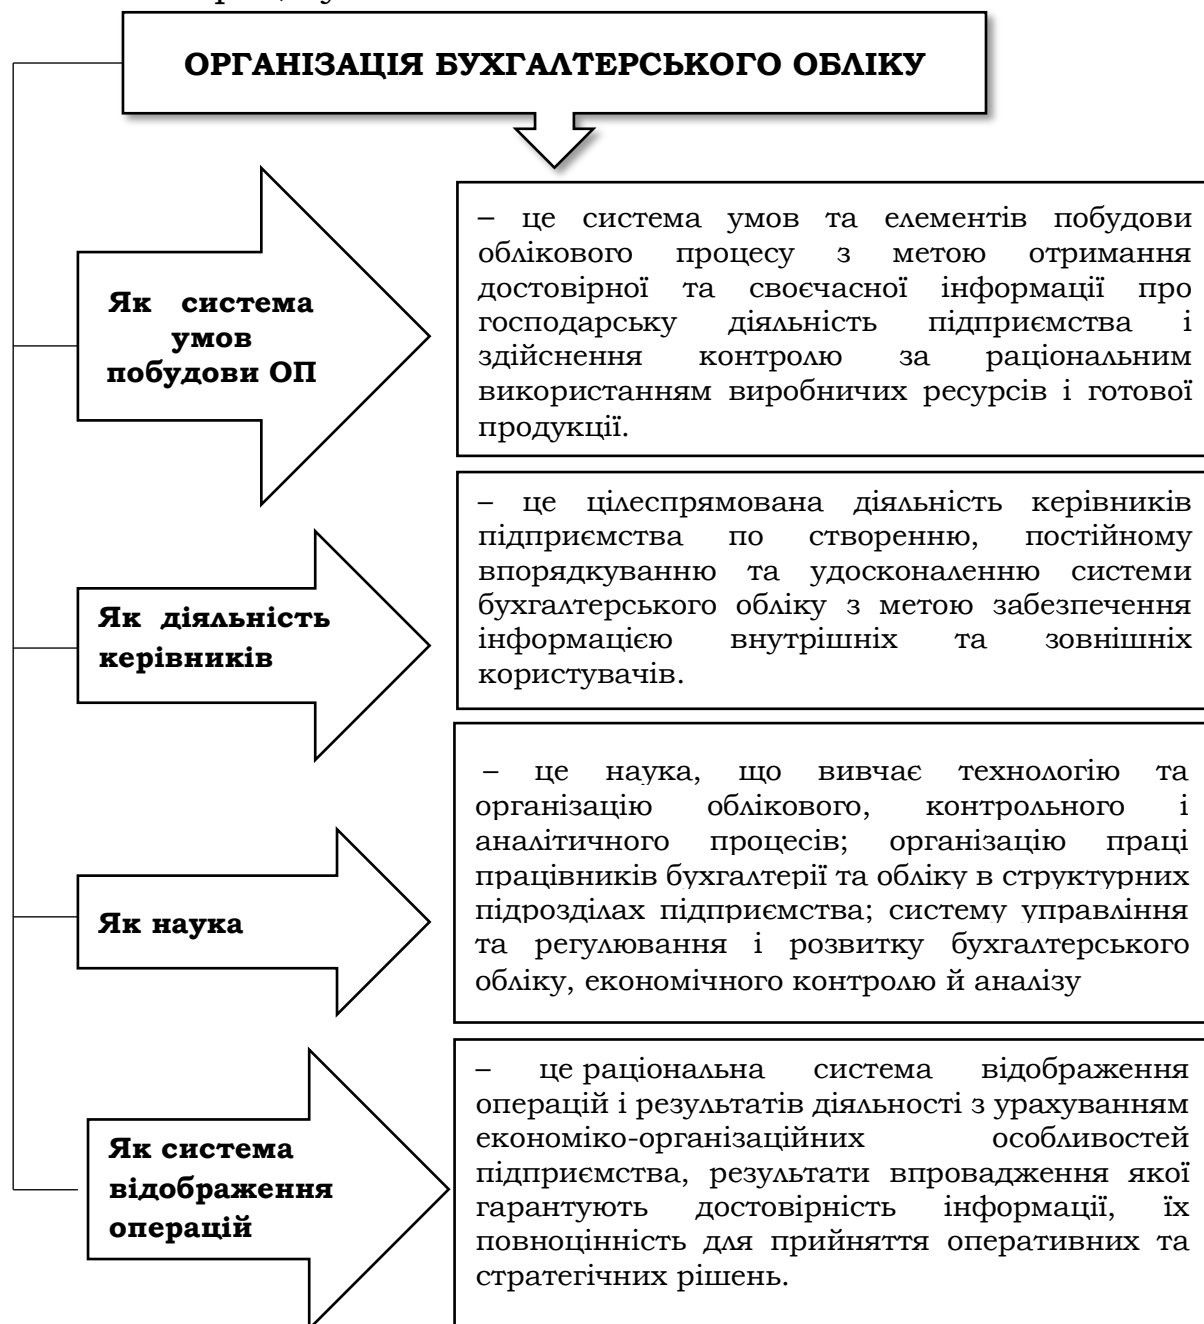 ОРГАНІЗАЦІЯ БУХГАЛТЕРСЬКОГО ОБЛІКУ
Як система
умов
побудови ОП
– це система умов та елементів побудови
облікового процесу з метою отримання
достовірної та своєчасної інформації про
господарську діяльність підприємства і
здійснення контролю за раціональним
використанням виробничих ресурсів і готової
продукції.
Як діяльність
керівників
– це цілеспрямована діяльність керівників
підприємства по створенню, постійному
впорядкуванню та удосконаленню системи
бухгалтерського обліку з метою забезпечення
інформацією внутрішніх та зовнішніх
користувачів.
Як наука
– це наука, що вивчає технологію та
організацію облікового, контрольного і
аналітичного процесів; організацію праці
працівників бухгалтерії та обліку в структурних
підрозділах підприємства; систему управління
та регулювання і розвитку бухгалтерського
обліку, економічного контролю й аналізу
Як система
відображення
операцій
– це раціональна система відображення
операцій і результатів діяльності з урахуванням
економіко-організаційних особливостей
підприємства, результати впровадження якої
гарантують достовірність інформації, їх
повноцінність для прийняття оперативних та
стратегічних рішень.